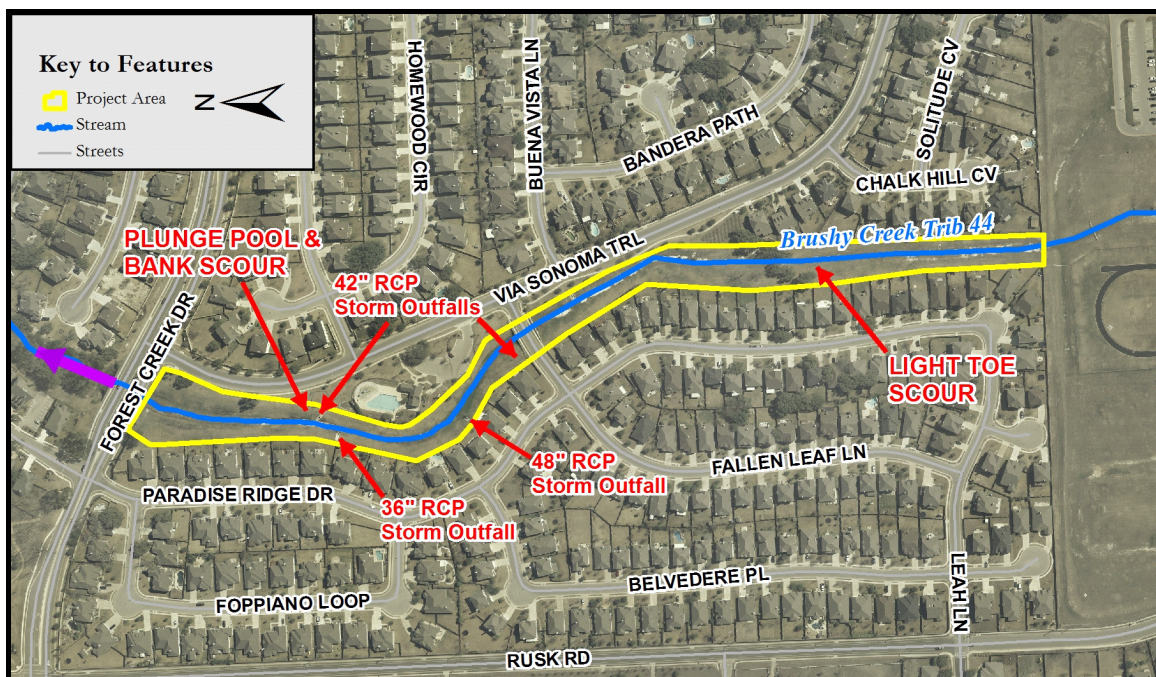 Key to Features
Project Area
Stream
Streets
N
HOMEWOOD CIR
BUENA VISTA LN
BANDERA PATH
SOLITUDE CV
CHALK HILL CV
PLUNGE POOL &
BANK SCOUR
42" RCP
Storm Outfalls
VIA SONOMA TRL
Brushy Creek Trib 44
FOREST CREEK DR
LIGHT TOE
SCOUR
48" RCP
Storm Outfall
FALLEN LEAF LN
PARADISE RIDGE DR
36" RCP
Storm Outfall
FOPPIANO LOOP
BELVEDERE PL
LEAH LN
RUSK RD